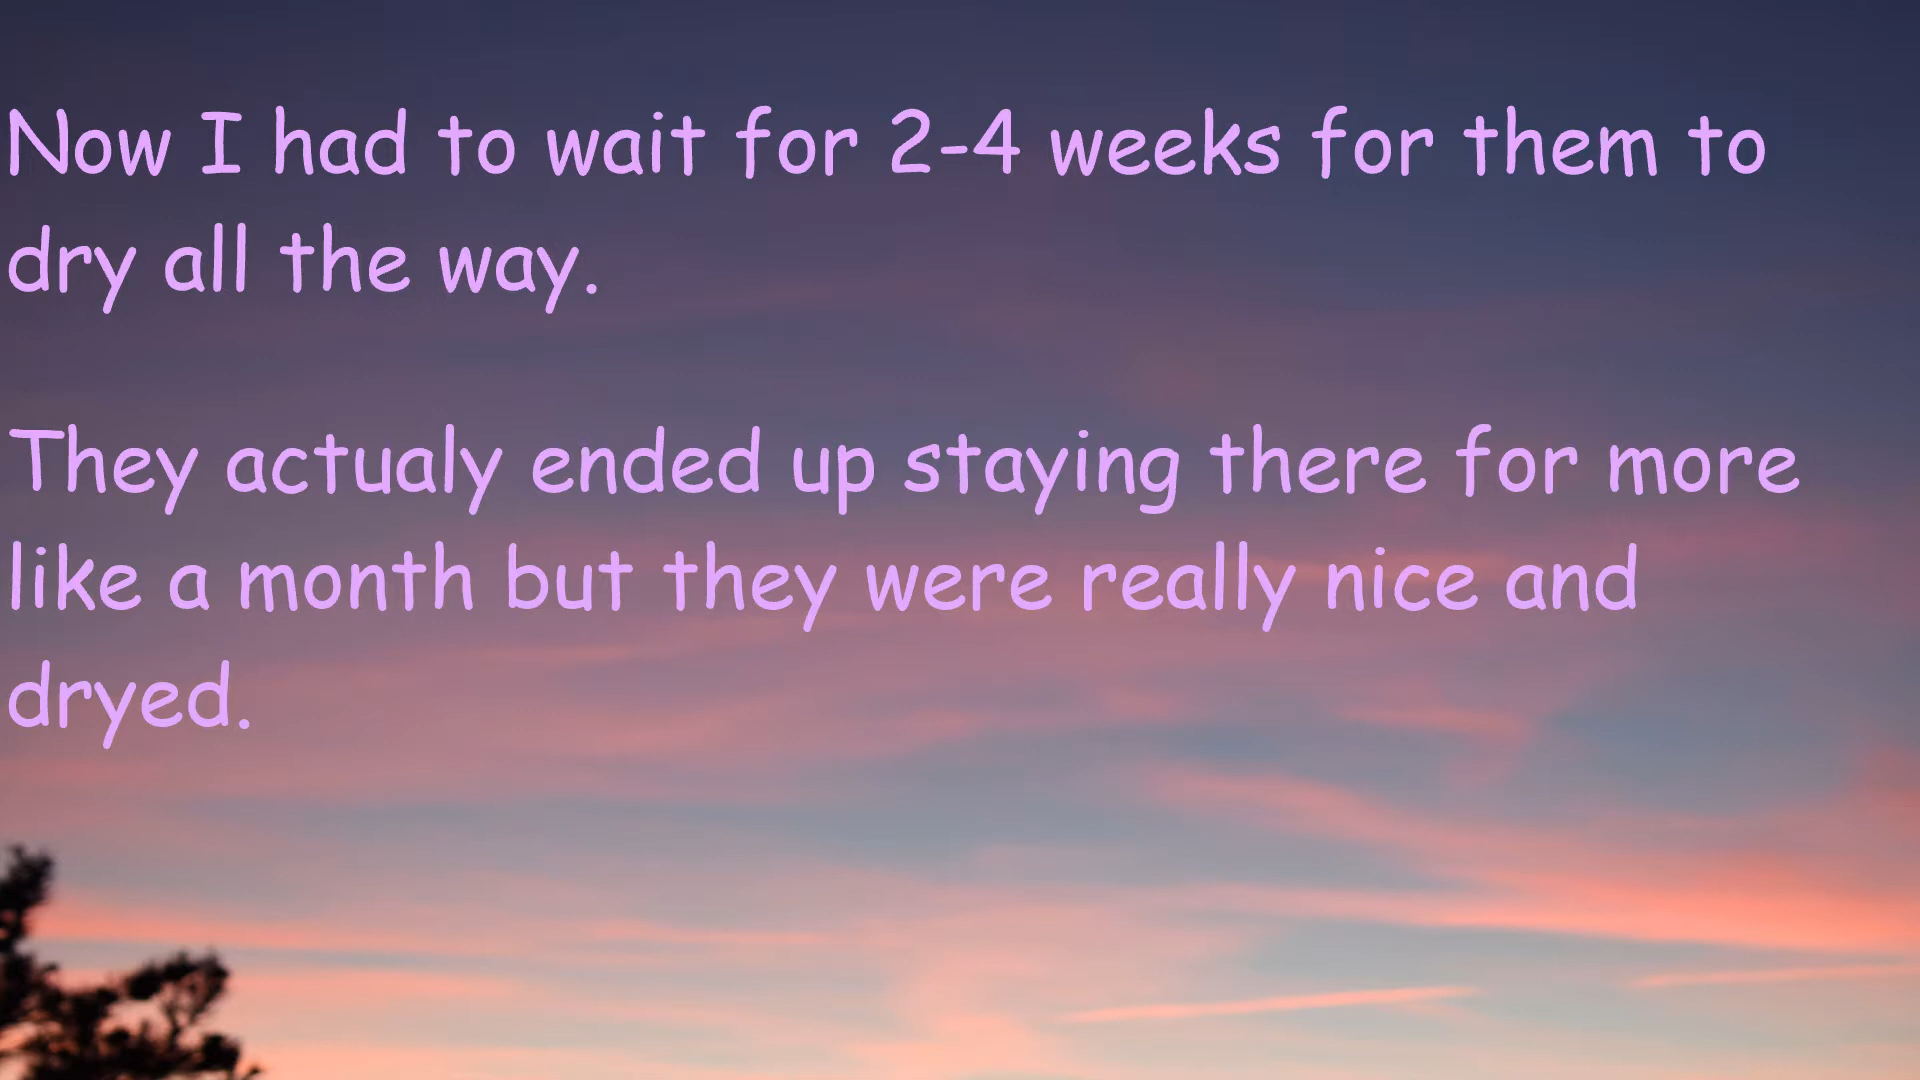 Now I had to wait for 2-4 weeks for them to
dry all the way.
They actualy ended up staying there for more
like a month but they were really nice and
dryed.